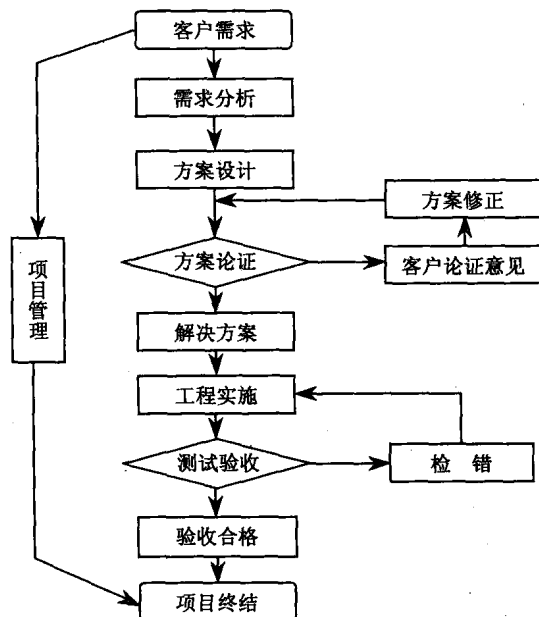 客户需求
需求分析
方案设计
方案修正
方案论证
客户论证意见
项目管理
解决方案
工程实施
测试验收
检 错
验收合格
项目终结